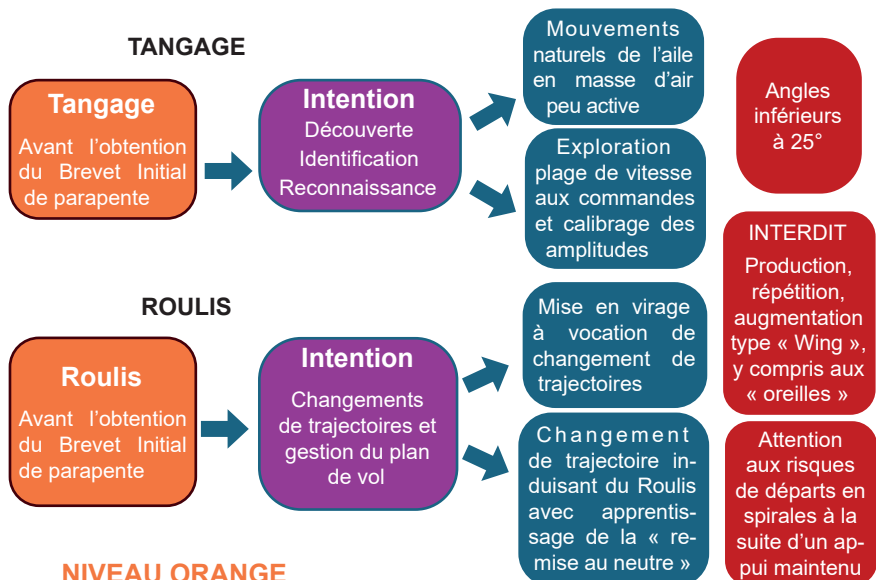 TANGAGE
Tangage
Avant l'obtention
du Brevet Initial
de parapente
Intention
Découverte
Identification
Reconnaissance
Mouvements
naturels de l'aile
en masse d'air
peu active
Exploration
plage de vitesse
aux commandes
et calibrage des
amplitudes
Angles
inférieurs
à 25°
ROULIS
Roulis
Avant l'obtention
du Brevet Initial
de parapente
Intention
Changements
de trajectoires et
gestion du plan
de vol
Mise en virage
à vocation de
changement de
trajectoires
Changement
de trajectoire in-
duisant du Roulis
avec apprentis-
sage de la « re-
mise au neutre »
INTERDIT
Production,
répétition,
augmentation
type « Wing »,
y compris aux
« oreilles »
Attention
aux risques
de départs en
spirales à la
suite d'un ap-
pui maintenu
NIVEAU ORANGE